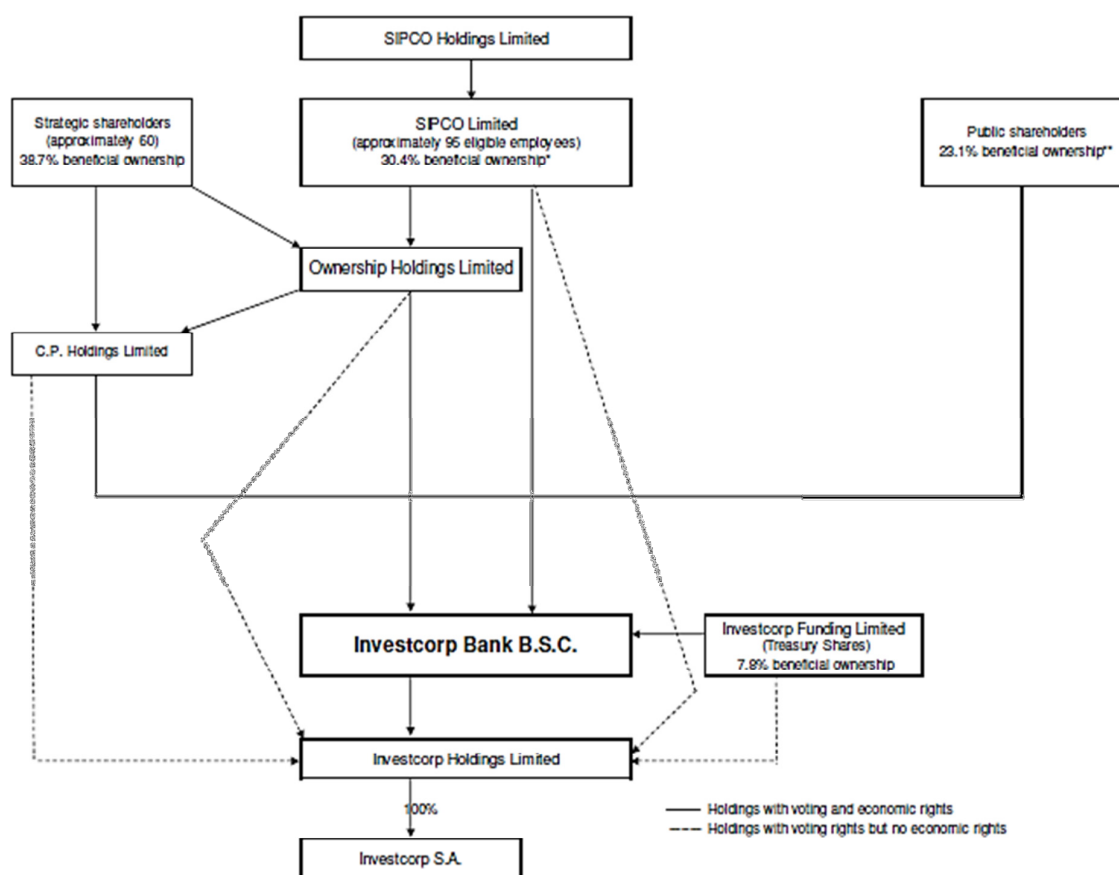 SIPCO Holdings Limited
Strategic shareholders
(approximately 60)
38.7% beneficial ownership
SIPCO Limited
(approximately 95 eligible employees)
30.4% beneficial ownership*
Public shareholders
23.1% beneficial ownership**
Ownership Holdings Limited
C.P. Holdings Limited
Investcorp Bank B.S.C.
Investcorp Funding Limited
(Treasury Shares)
7.8% beneficial ownership
Investcorp Holdings Limited
100%
Holdings with voting and economic rights
Holdings with voting rights but no economic rights
Investcorp S.A.